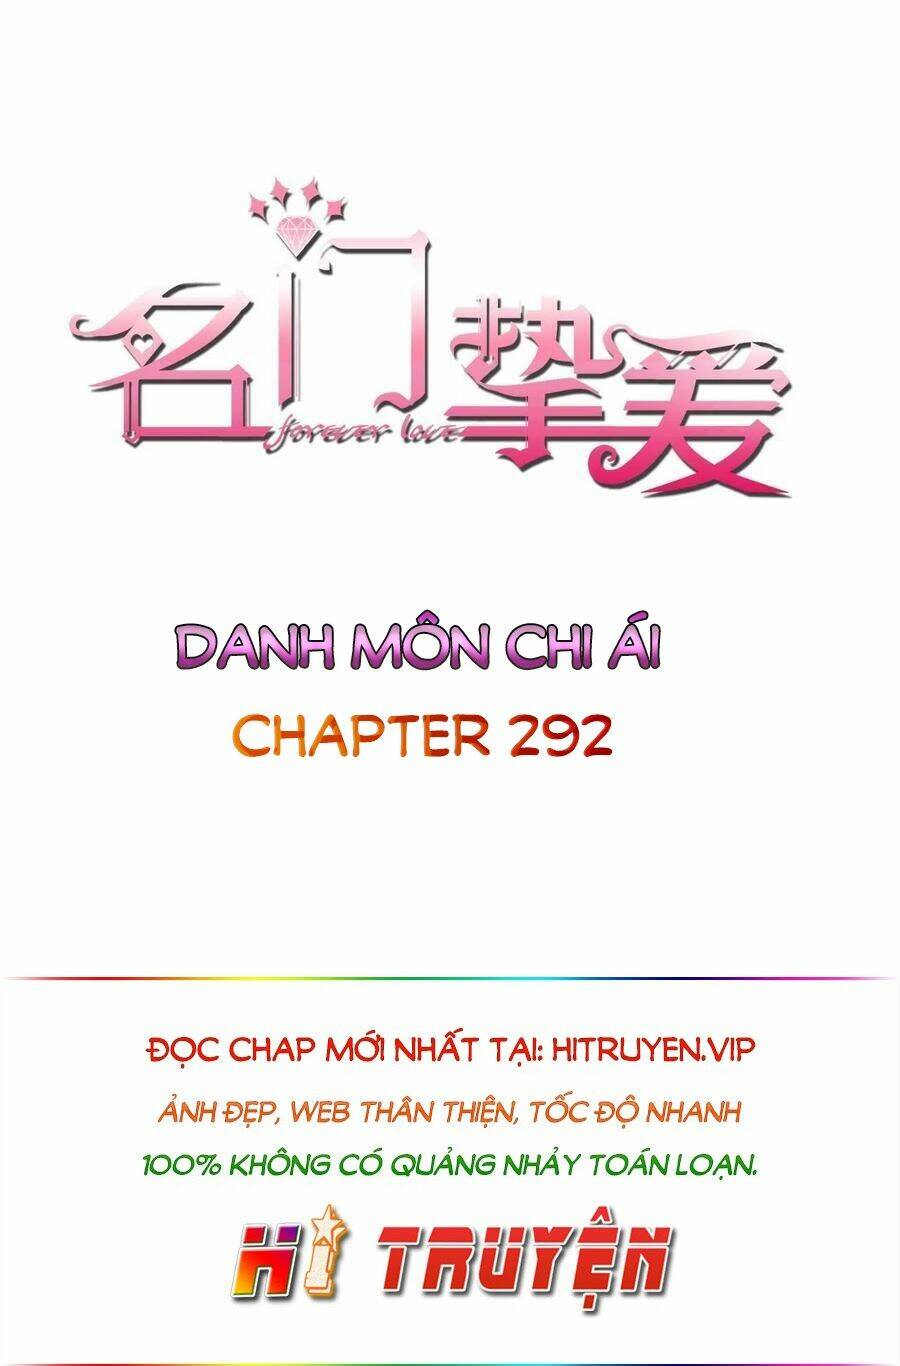 名门挚爱
forever love
DANH MÔN CHI ÁI
CHAPTER 292
ĐỌC CHAP MỚI NHẤT TẠI: HITRUYEN.VIP
ẢNH ĐẸP, WEB THÂN THIỆN, TỐC ĐỘ NHANH
100% KHÔNG CÓ QUẢNG NHẢY TOÁN LOẠN.
HI TRUYỆN